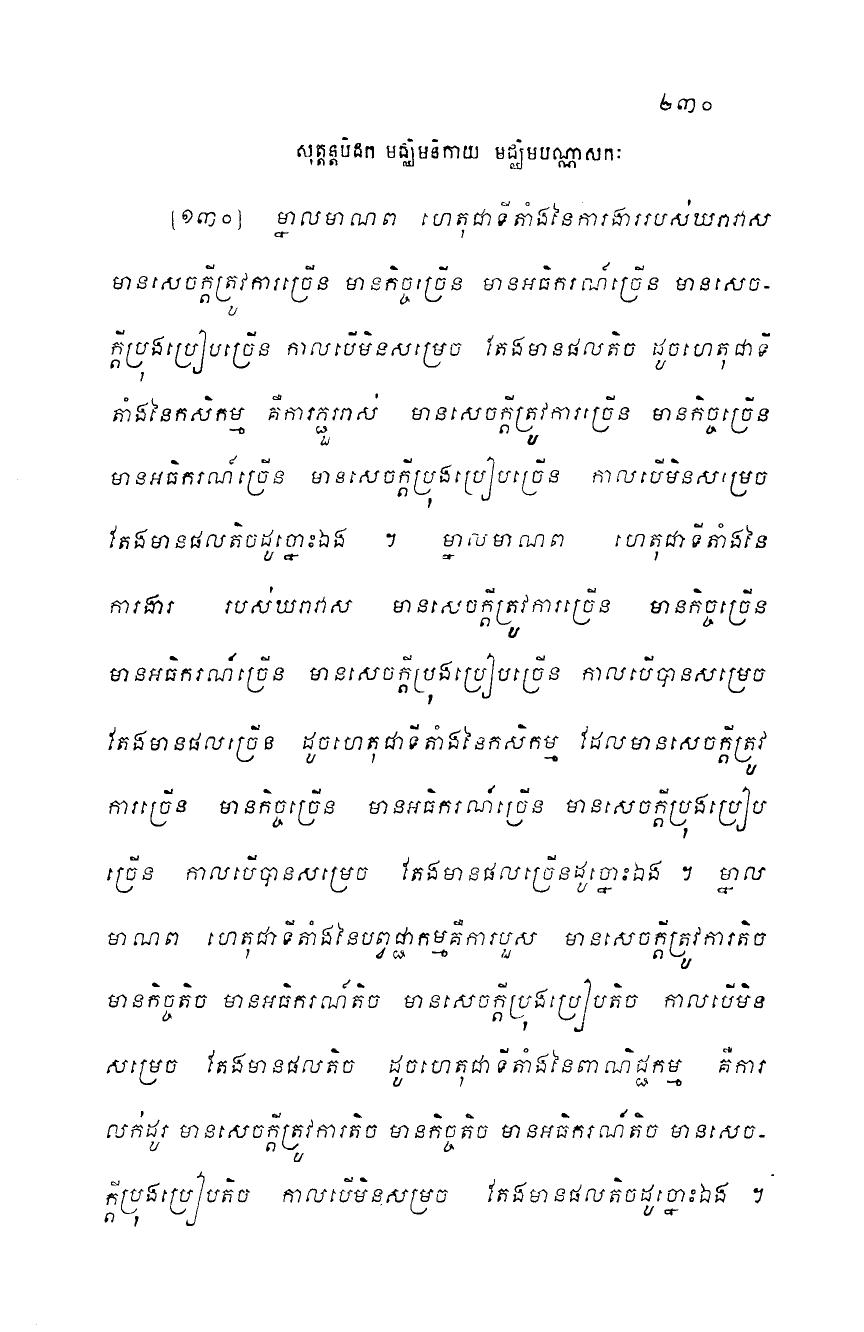 ២៣០
សុត្តន្តបិដក មជ្ឈិមនិកាយ មជ្ឈិមបណ្ណាសកៈ
[១៣០] ម្នាលមាណព ហេតុជាទីតាំងនៃការងាររបស់ឃរាវាស
មានសេចក្តីត្រូវការច្រើន មានកិច្ចច្រើន មានអធិករណ៍ច្រើន មានសេច-
ក្តីប្រុងប្រៀបច្រើន កាលបើមិនសម្រេច តែងមានផលតិច ដូចហេតុជាទី
តាំងនៃកសិកម្ម គឺការភ្ជួររាស់ មានសេចក្តីត្រូវការច្រើន មានកិច្ចច្រើន
មានអធិករណ៍ច្រើន មានសេចក្តីប្រុងប្រៀបច្រើន កាលបើមិនសម្រេច
តែងមានផលតិចដូច្នោះឯង ។ ម្នាលមាណព ហេតុជាទីតាំងនៃ
ការងារ របស់ឃរាវាស មានសេចក្តីត្រូវការច្រើន មានកិច្ចច្រើន
មានអធិករណ៍ច្រើន មានសេចក្តីប្រុងប្រៀបច្រើន កាលបើបានសម្រេច
តែងមានផលច្រើន ដូចហេតុជាទីតាំងនៃកសិកម្ម ដែលមានសេចក្តីត្រូវ
ការច្រើន មានកិច្ចច្រើន មានអធិករណ៍ច្រើន មានសេចក្តីប្រុងប្រៀប
ច្រើន កាលបើបានសម្រេច តែងមានផលច្រើនដូច្នោះឯង ។ ម្នាល
មាណព ហេតុជាទីតាំងនៃបព្វជ្ជាកម្មគឺការបួស មានសេចក្តីត្រូវការតិច
មានកិច្ចតិច មានអធិករណ៍តិច មានសេចក្តីប្រុងប្រៀបតិច កាលបើមិន
សម្រេច តែងមានផលតិច ដូចហេតុជាទីតាំងនៃពាណិជ្ជកម្ម គឺការ
លក់ដូរ មានសេចក្តីត្រូវការតិច មានកិច្ចតិច មានអធិករណ៍តិច មានសេច-
ក្តីប្រុងប្រៀបតិច កាលបើមិនសម្រេច តែងមានផលតិចដូច្នោះឯង ។